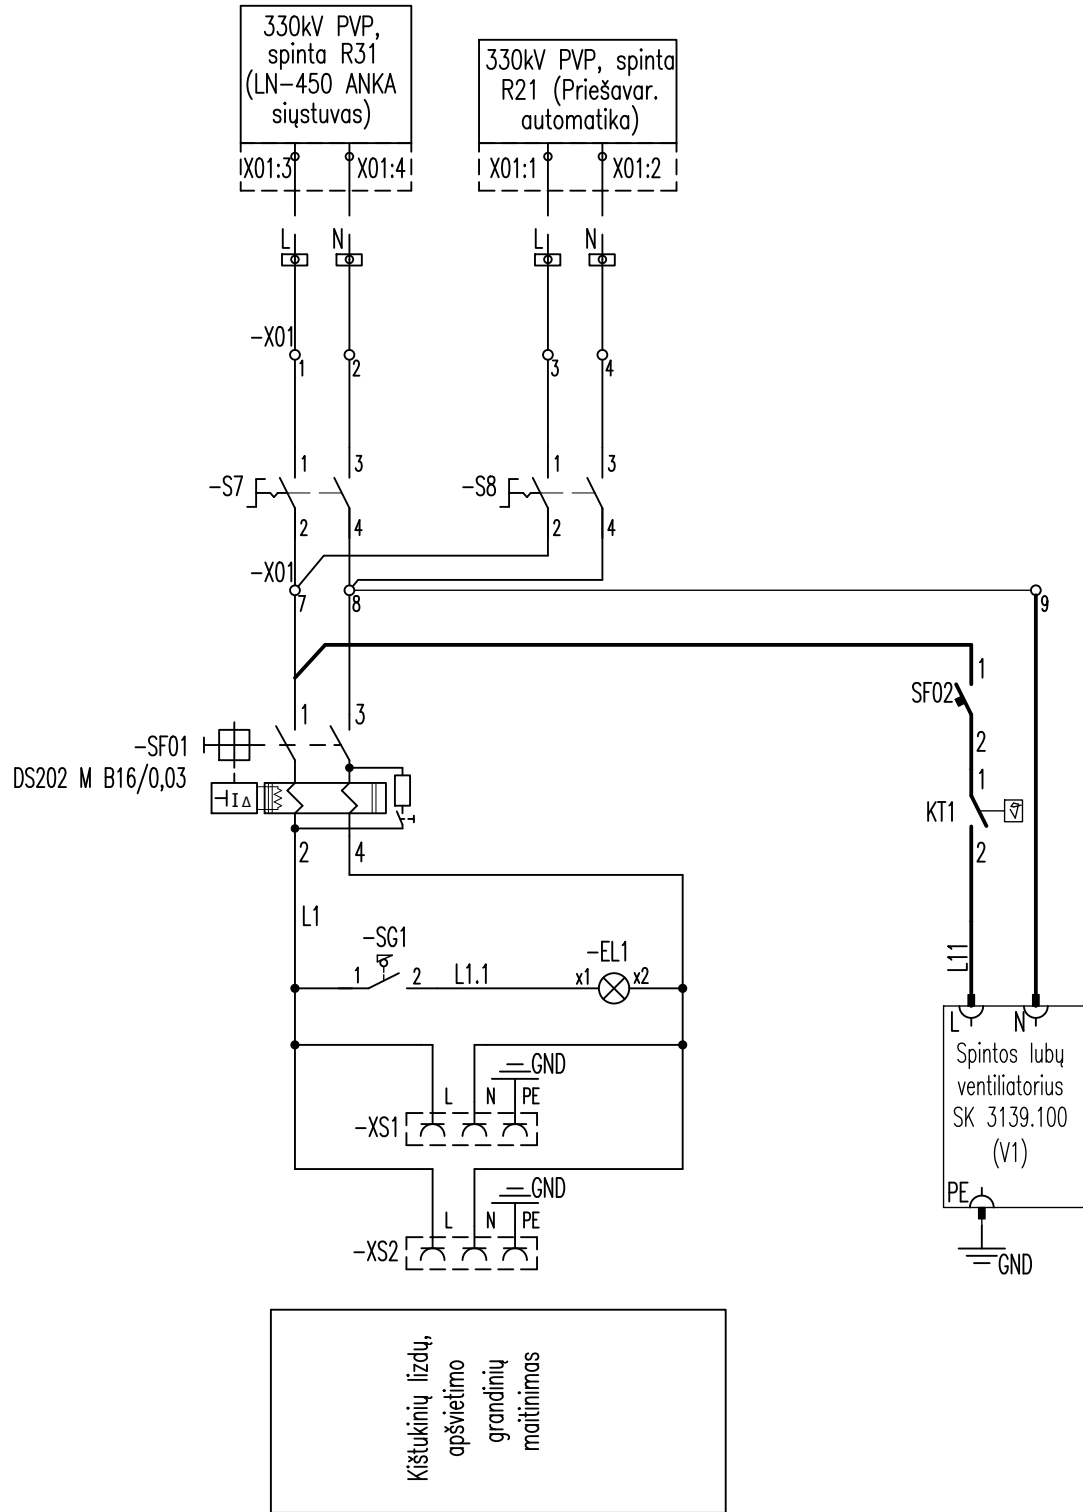 330kV PVP,
spinta R31
(LN-450 ANKA
siųstuvas)
330kV PVP, spinta
R21 (Priešavar.
automatika)
X01:3 X01:4 X01:1 X01:2
L N L N
-X01
1 2 3 4
1 3 1 3
-S7 -S8
2 4 2 4
-X01
7 8 9
1
SF02
2
1 3
-SF01
DS202 M B16/0,03
I Δ
1
KT1
2
2 4
L1
L11
-SG1
1 2 L1.1
-EL1
x1 x2
L N
Spintos lubų
ventiliatorius
SK 3139.100
(V1)
PE
GND
GND
L N PE
-XS1
GND
L N PE
-XS2
Kištukinių lizdų,
apšvietimo
grandinių
maitinimas